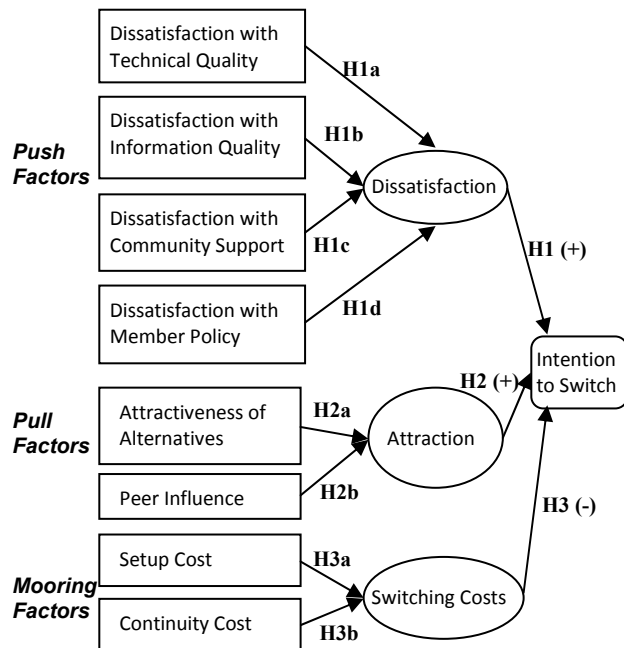 Dissatisfaction with
Technical Quality
H1a
Dissatisfaction with
Information Quality
H1b
Push
Factors
Dissatisfaction
Dissatisfaction with
Community Support
H1c
H1 (+)
Dissatisfaction with
Member Policy
H1d
Intention
to Switch
H2 (+)
Pull
Factors
Attractiveness of
Alternatives
H2a
Attraction
Peer Influence
H2b
H3 (-)
Mooring
Factors
Setup Cost
H3a
Switching Costs
Continuity Cost
H3b